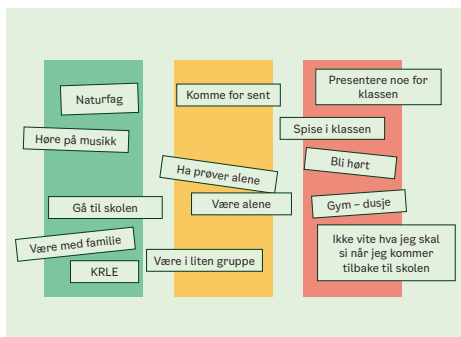 Naturfag
Høre på musikk
Gå til skolen
Være med familie
KRLE
Komme for sent
Ha prøver alene
Være alene
Være i liten gruppe
Presentere noe for
klassen
Spise i klassen
Bli hørt
Gym – dusje
Ikke vite hva jeg skal
si når jeg kommer
tilbake til skolen